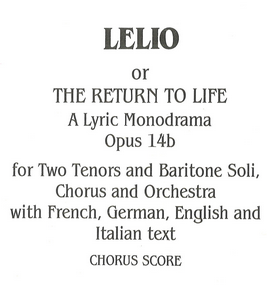 LELIO
or
THE RETURN TO LIFE
A Lyric Monodrama
Opus 14b
for Two Tenors and Baritone Soli,
Chorus and Orchestra
with French, German, English and
Italian text
CHORUS SCORE